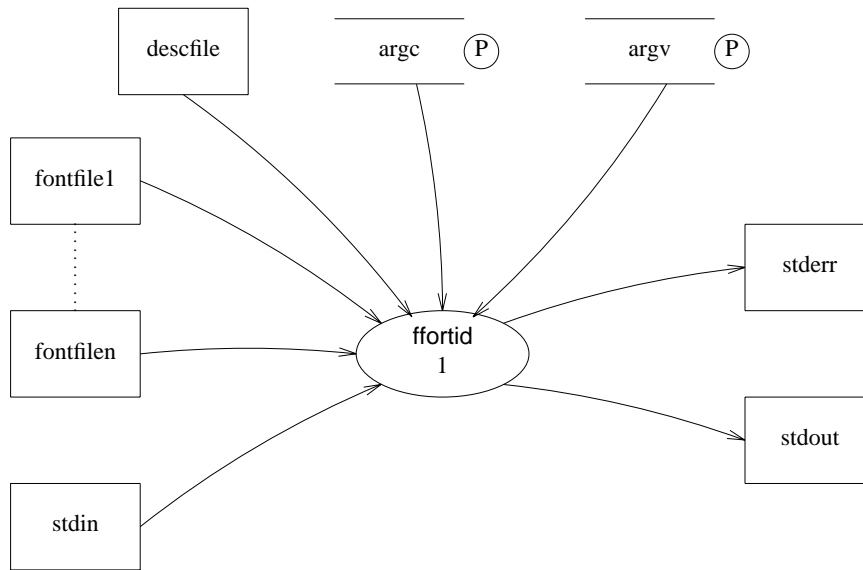 descfile
argc
P
argv
P
fontfile1
stderr
ffortid
1
fontfilen
stdout
stdin